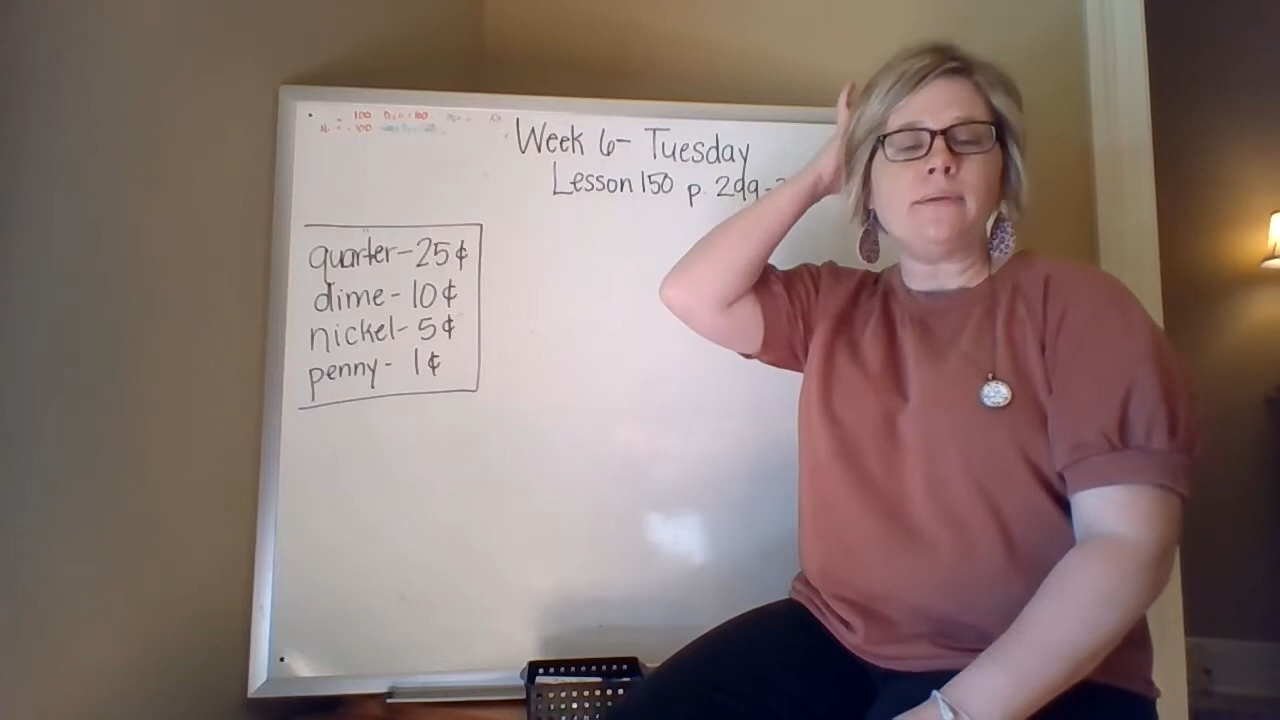 Week 6- Tuesday
Lesson 150 p. 299-
quarter-25¢
dime-10¢
nickel-5¢
penny-1¢